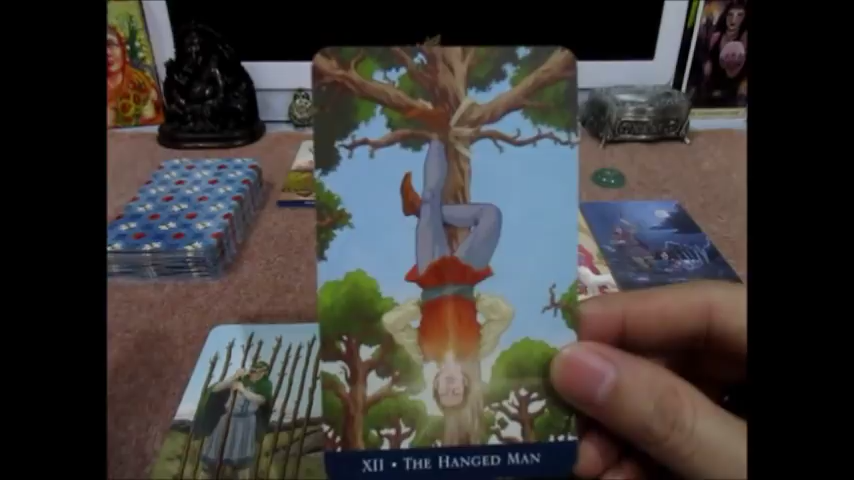 XII • THE HANGED MAN